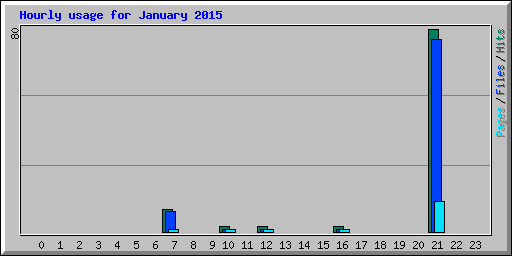 Hourly usage for January 2015
80
Pages/Files/Hits
0 1 2 3 4 5 6 7 8 9 10 11 12 13 14 15 16 17 18 19 20 21 22 23